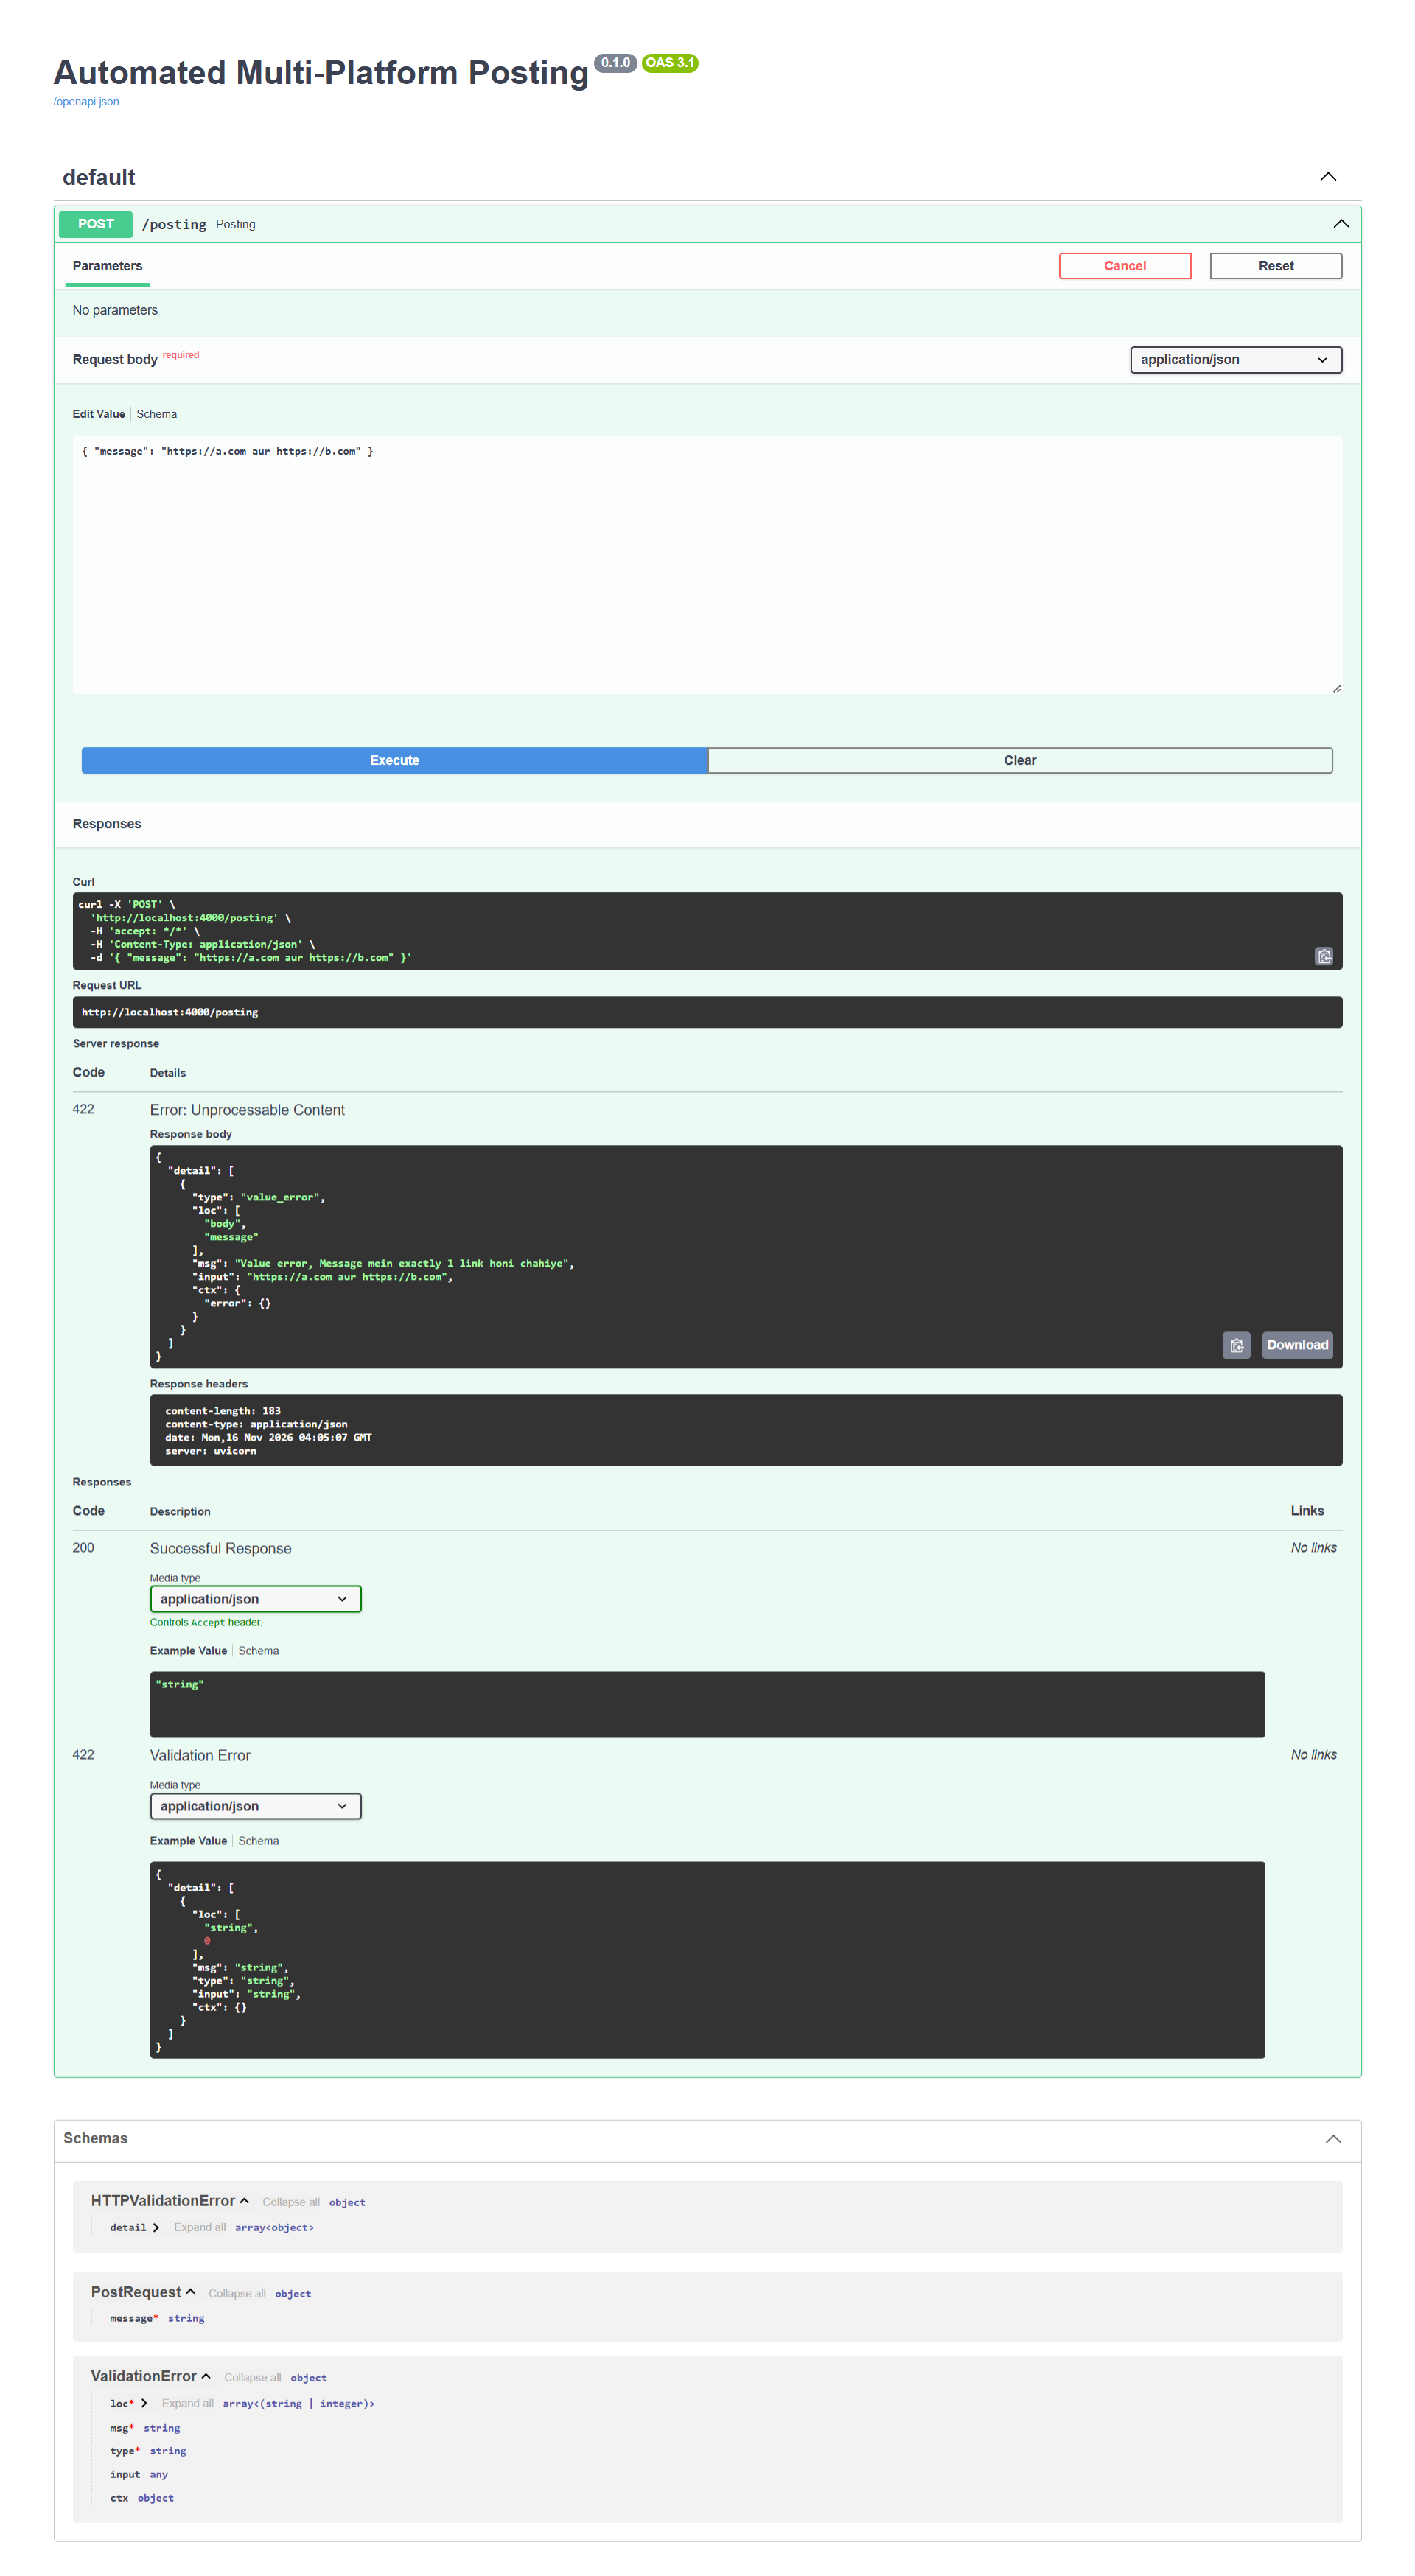 Automated Multi-Platform Posting 0.1.0 OAS 3.1
/openapi.json
default
POST /posting Posting
Parameters Cancel Reset
No parameters
Request body required application/json
Edit Value | Schema
{ "message": "https://a.com aur https://b.com" }
Execute Clear
Responses
Curl
curl -X 'POST' \
  'http://localhost:4000/posting' \
  -H 'accept: */*' \
  -H 'Content-Type: application/json' \
  -d '{ "message": "https://a.com aur https://b.com" }'
Request URL
http://localhost:4000/posting
Server response
Code Details
422 Error: Unprocessable Content
Response body
{
  "detail": [
    {
      "type": "value_error",
      "loc": [
        "body",
        "message"
      ],
      "msg": "Value error, Message mein exactly 1 link honi chahiye",
      "input": "https://a.com aur https://b.com",
      "ctx": {
        "error": {}
      }
    }
  ]
}
Download
Response headers
content-length: 183
content-type: application/json
date: Mon,16 Nov 2026 04:05:07 GMT
server: uvicorn
Responses
Code Description Links
200 Successful Response No links
Media type
application/json
Controls Accept header.
Example Value | Schema
"string"
422 Validation Error No links
Media type
application/json
Example Value | Schema
{
  "detail": [
    {
      "loc": [
        "string",
        0
      ],
      "msg": "string",
      "type": "string",
      "input": "string",
      "ctx": {}
    }
  ]
}
Schemas
HTTPValidationError Collapse all object
detail Expand all array<object>
PostRequest Collapse all object
message* string
ValidationError Collapse all object
loc* Expand all array<(string | integer)>
msg* string
type* string
input any
ctx object